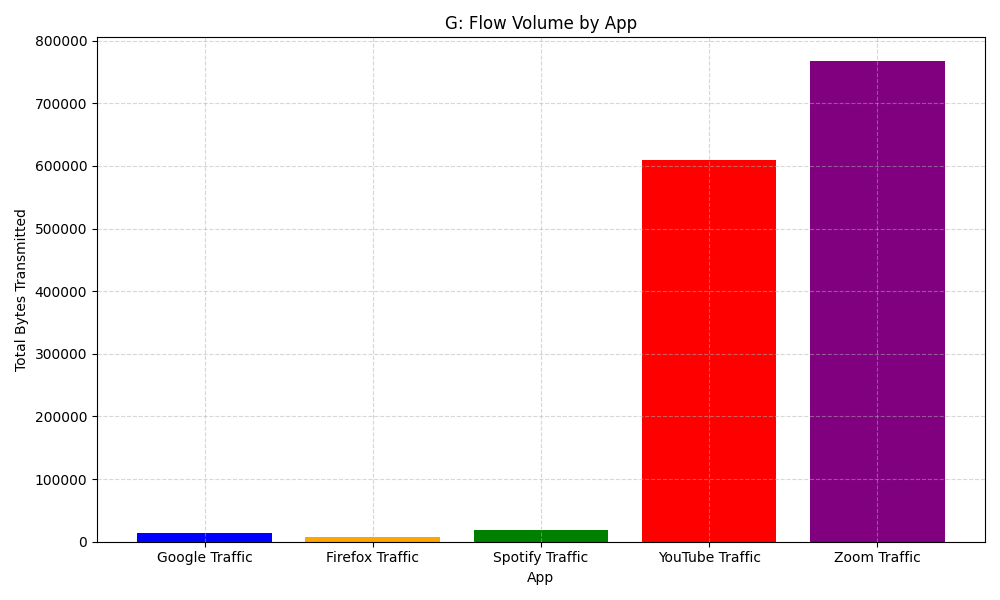 G: Flow Volume by App
Total Bytes Transmitted
800000
700000
600000
500000
400000
300000
200000
100000
0
Google Traffic
Firefox Traffic
Spotify Traffic
YouTube Traffic
Zoom Traffic
App